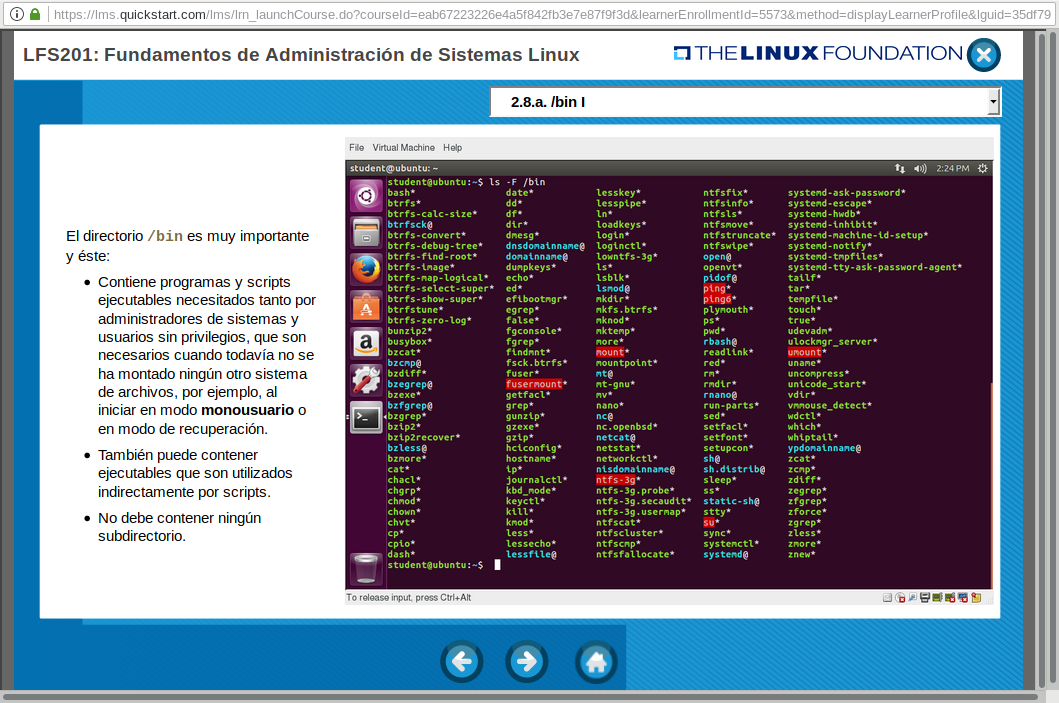 https://lms.quickstart.com/lms/lrn_launchCourse.do?courseId=eab67223226e4a5f842fb3e7e87f9f3d&learnerEnrollmentId=5573&method=displayLearnerProfile&lguid=35df79
LFS201: Fundamentos de Administración de Sistemas Linux
THE LINUX FOUNDATION
2.8.a. /bin I
El directorio /bin es muy importante
y éste:
• Contiene programas y scripts
ejecutables necesitados tanto por
administradores de sistemas y
usuarios sin privilegios, que son
necesarios cuando todavía no se
ha montado ningún otro sistema
de archivos, por ejemplo, al
iniciar en modo monousuario o
en modo de recuperación.
• También puede contener
ejecutables que son utilizados
indirectamente por scripts.
• No debe contener ningún
subdirectorio.
File Virtual Machine Help
student@ubuntu: ~ 2:24 PM
student@ubuntu:~$ ls -F /bin
bash* date* lesskey* ntfsfix* systemd-ask-password*
btrfs* dd* lesspipe* ntfsinfo* systemd-escape*
btrfs-calc-size* df* ln* ntfsls* systemd-hwdb*
btrfsck@ dir* loadkeys* ntfsmove* systemd-inhibit*
btrfs-convert* dmesg* login* ntfstruncate* systemd-machine-id-setup*
btrfs-debug-tree* dnsdomainname@ loginctl* ntfswipe* systemd-notify*
btrfs-find-root* domainname@ lowntfs-3g* open@ systemd-tmpfiles*
btrfs-image* dumpkeys* ls* openvt* systemd-tty-ask-password-agent*
btrfs-map-logical* echo* lsblk* pidof@ tailf*
btrfs-select-super* ed* lsmod@ ping* tar*
btrfs-show-super* efibootmgr* mkdir* ping6* tempfile*
btrfstune* egrep* mkfs.btrfs* plymouth* touch*
btrfs-zero-log* false* mknod* ps* true*
bunzip2* fgconsole* mktemp* pwd* udevadm*
busybox* fgrep* more* rbash@ ulockmgr_server*
bzcat* findmnt* mount* readlink* umount*
bzcmp@ fsck.btrfs* mountpoint* red* uname*
bzdiff* fuser* mt@ rm* uncompress*
bzegrep@ fusermount* mt-gnu* rmdir* unicode_start*
bzexe* getfacl* mv* rnano@ vdir*
bzfgrep@ grep* nano* run-parts* vmmouse_detect*
bzgrep* gunzip* nc@ sed* wdctl*
bzip2* gzexe* nc.openbsd* setfacl* which*
bzip2recover* gzip* netcat@ setfont* whiptail*
bzless@ hciconfig* netstat* setupcon* ypdomainname@
bzmore* hostname* networkctl* sh@ zcat*
cat* ip* nisdomainname@ sh.distrib@ zcmp*
chacl* journalctl* ntfs-3g* sleep* zdiff*
chgrp* kbd_mode* ntfs-3g.probe* ss* zegrep*
chmod* keyctl* ntfs-3g.secaudit* static-sh@ zfgrep*
chown* kill* ntfs-3g.usermap* stty* zforce*
chvt* kmod* ntfscat* su* zgrep*
cp* less* ntfscluster* sync* zless*
cpio* lessecho* ntfscmp* systemctl* zmore*
dash* lessfile@ ntfsfallocate* systemd@ znew*
student@ubuntu:~$
To release input, press Ctrl+Alt